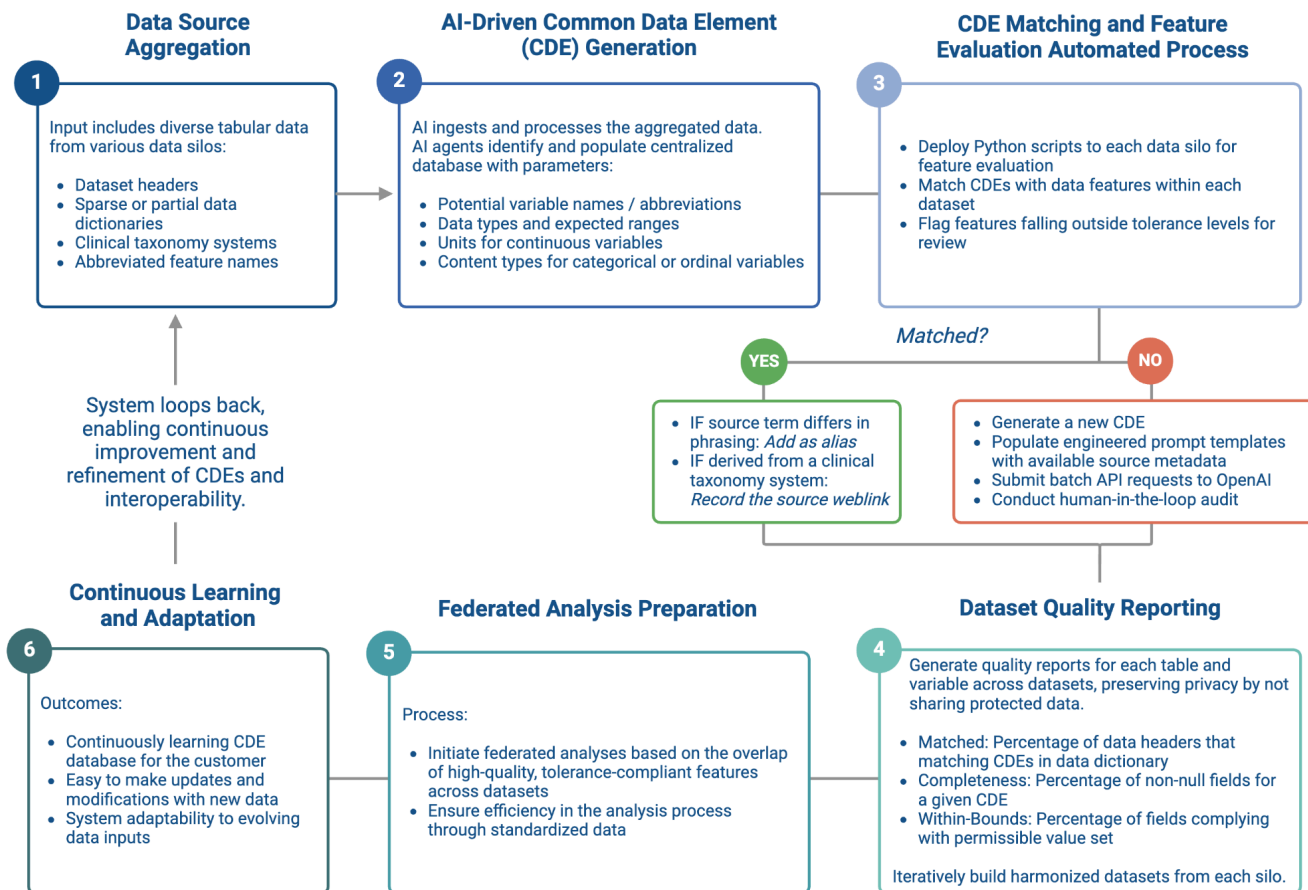 Data Source
Aggregation
1
Input includes diverse tabular data
from various data silos:
• Dataset headers
• Sparse or partial data
dictionaries
• Clinical taxonomy systems
• Abbreviated feature names
AI-Driven Common Data Element
(CDE) Generation
2
AI ingests and processes the aggregated data.
AI agents identify and populate centralized
database with parameters:
• Potential variable names / abbreviations
• Data types and expected ranges
• Units for continuous variables
• Content types for categorical or ordinal variables
CDE Matching and Feature
Evaluation Automated Process
3
• Deploy Python scripts to each data silo for
feature evaluation
• Match CDEs with data features within each
dataset
• Flag features falling outside tolerance levels for
review
Matched?
YES
• IF source term differs in
phrasing: Add as alias
• IF derived from a clinical
taxonomy system:
Record the source weblink
NO
• Generate a new CDE
• Populate engineered prompt templates
with available source metadata
• Submit batch API requests to OpenAI
• Conduct human-in-the-loop audit
Dataset Quality Reporting
4
Generate quality reports for each table and
variable across datasets, preserving privacy by not
sharing protected data.
• Matched: Percentage of data headers that
matching CDEs in data dictionary
• Completeness: Percentage of non-null fields for
a given CDE
• Within-Bounds: Percentage of fields complying
with permissible value set
Iteratively build harmonized datasets from each silo.
Federated Analysis Preparation
5
Process:
• Initiate federated analyses based on the overlap
of high-quality, tolerance-compliant features
across datasets
• Ensure efficiency in the analysis process
through standardized data
Continuous Learning
and Adaptation
6
Outcomes:
• Continuously learning CDE
database for the customer
• Easy to make updates and
modifications with new data
• System adaptability to evolving
data inputs
System loops back,
enabling continuous
improvement and
refinement of CDEs and
interoperability.